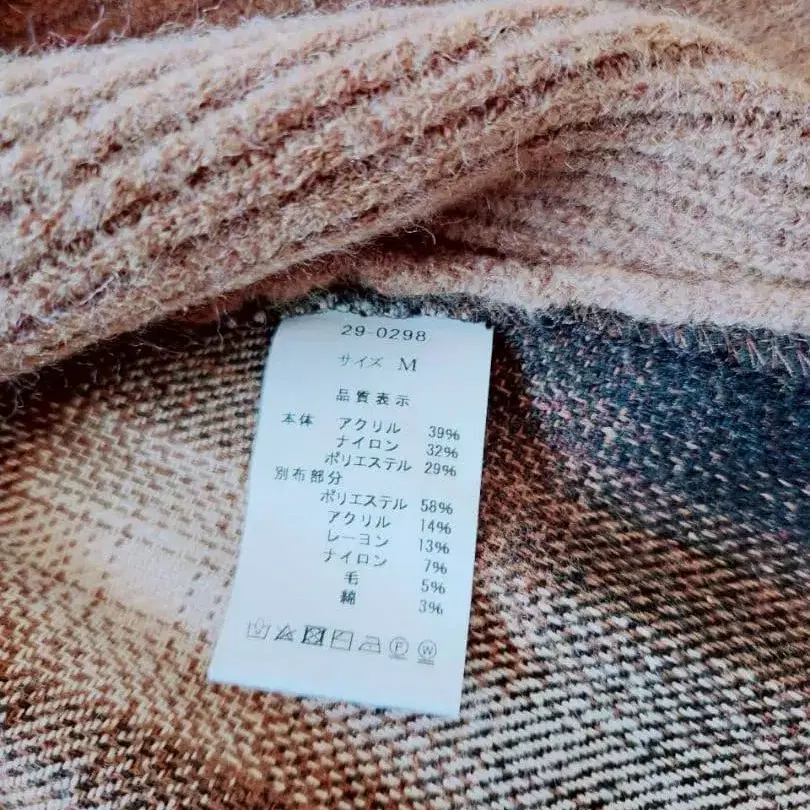 29-0298
サイズ M
品質表示
本体 アクリル 39%
ナイロン 32%
ポリエステル 29%
別布部分
ポリエステル 58%
アクリル 14%
レーヨン 13%
ナイロン 7%
毛 5%
綿 3%
F W